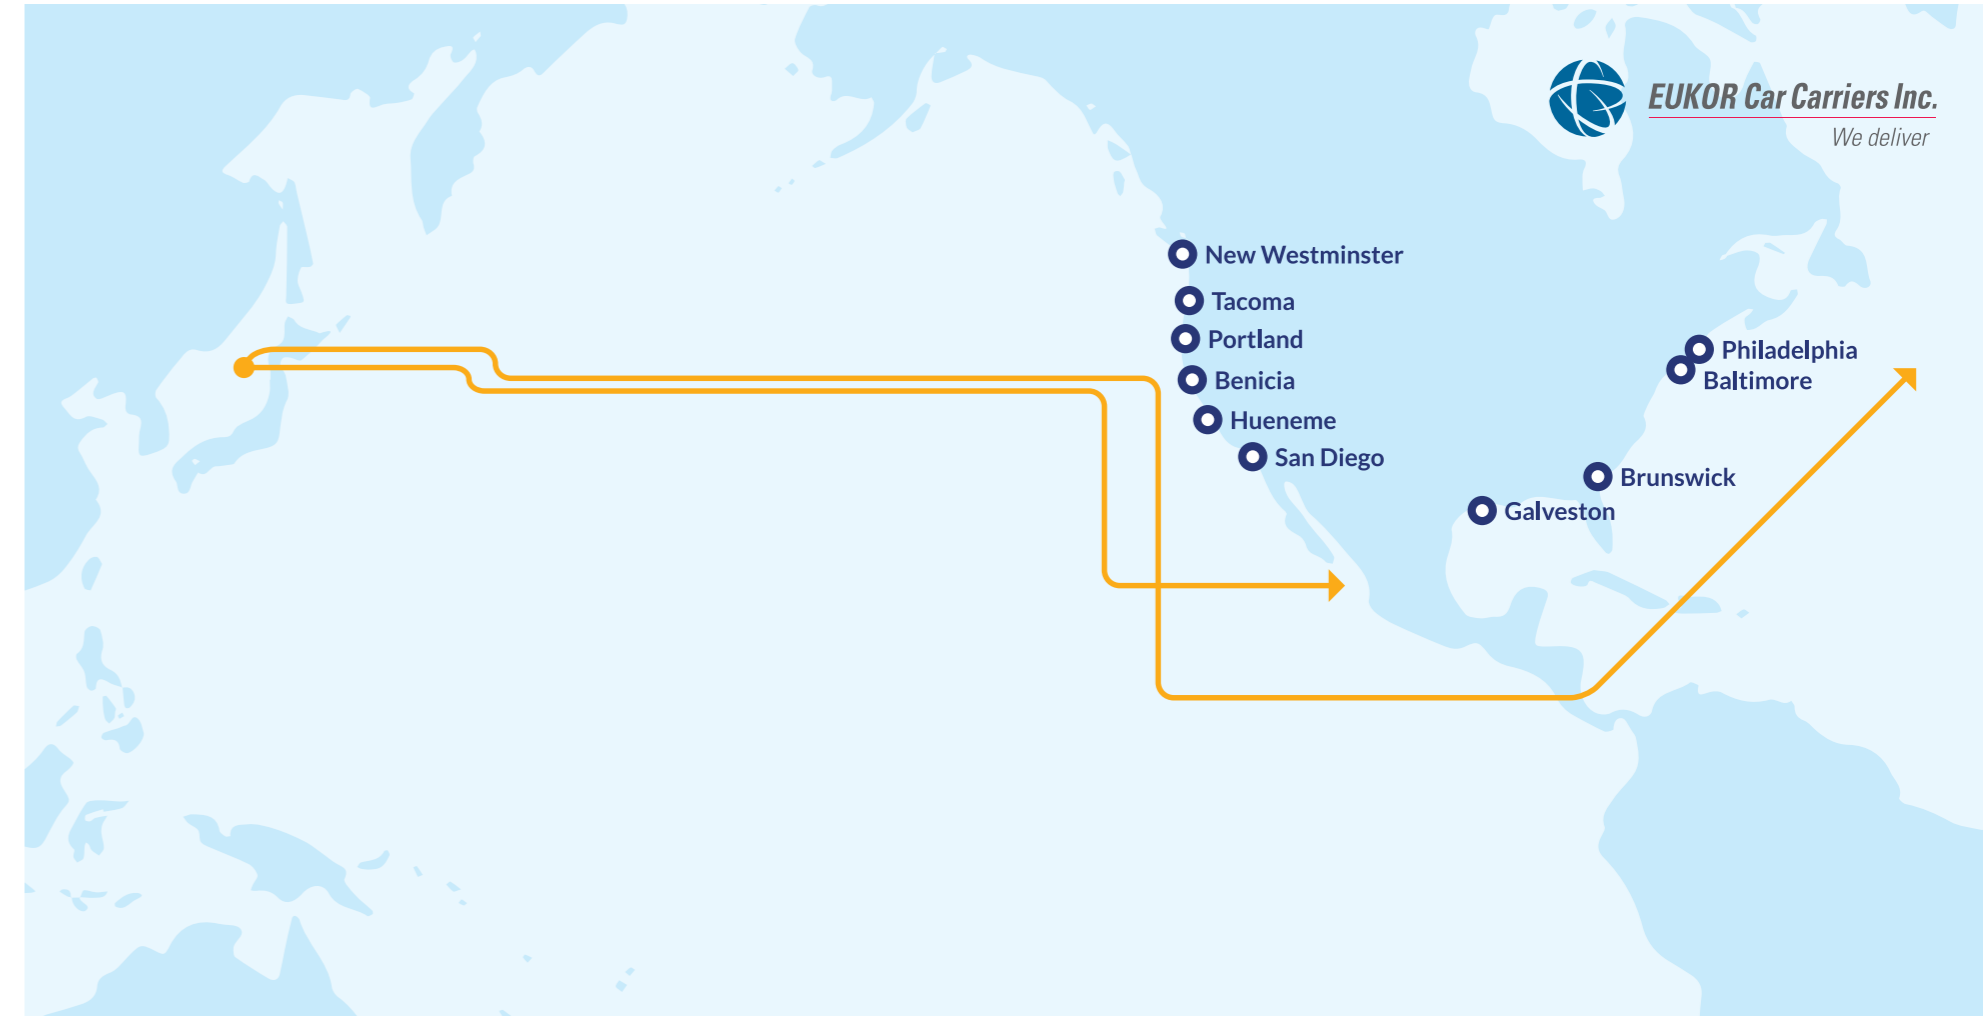 EUKOR Car Carriers Inc.
We deliver
New Westminster
Tacoma
Portland
Benicia
Hueneme
San Diego
Philadelphia
Baltimore
Brunswick
Galveston